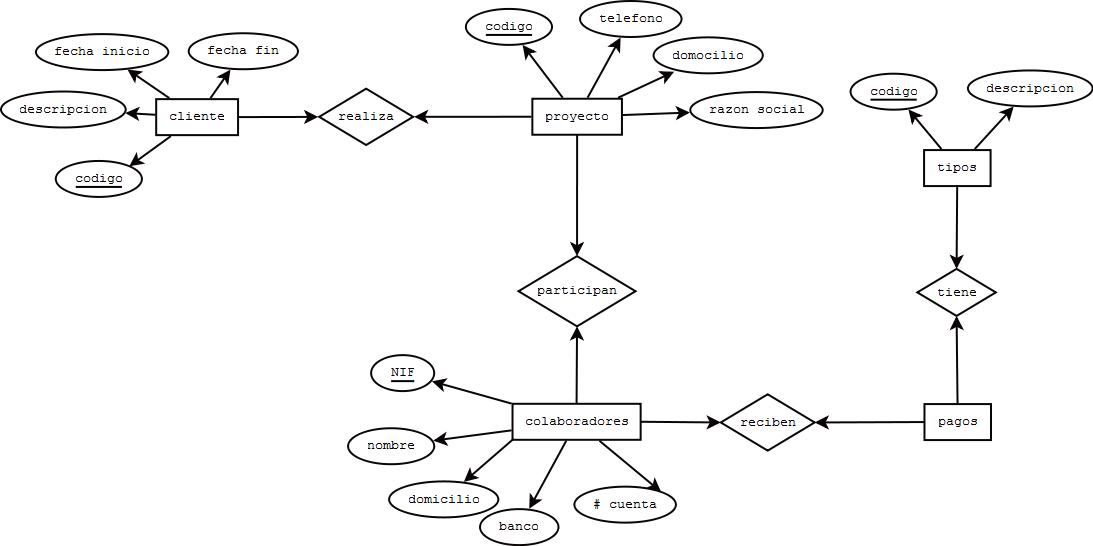 telefono
codigo
fecha inicio
fecha fin
domocilio
descripcion
codigo
descripcion
cliente
realiza
proyecto
razon social
tipos
codigo
participan
tiene
NIF
colaboradores
reciben
pagos
nombre
domicilio
# cuenta
banco